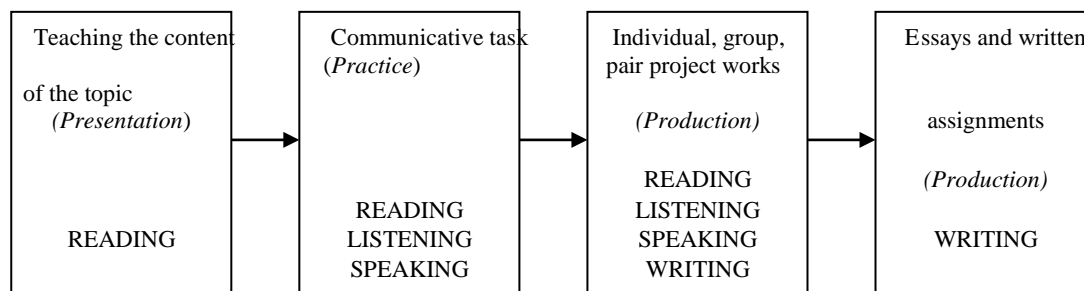 Teaching the content
of the topic
(Presentation)
READING
Communicative task
(Practice)
READING
LISTENING
SPEAKING
Individual, group,
pair project works
(Production)
READING
LISTENING
SPEAKING
WRITING
Essays and written
assignments
(Production)
WRITING